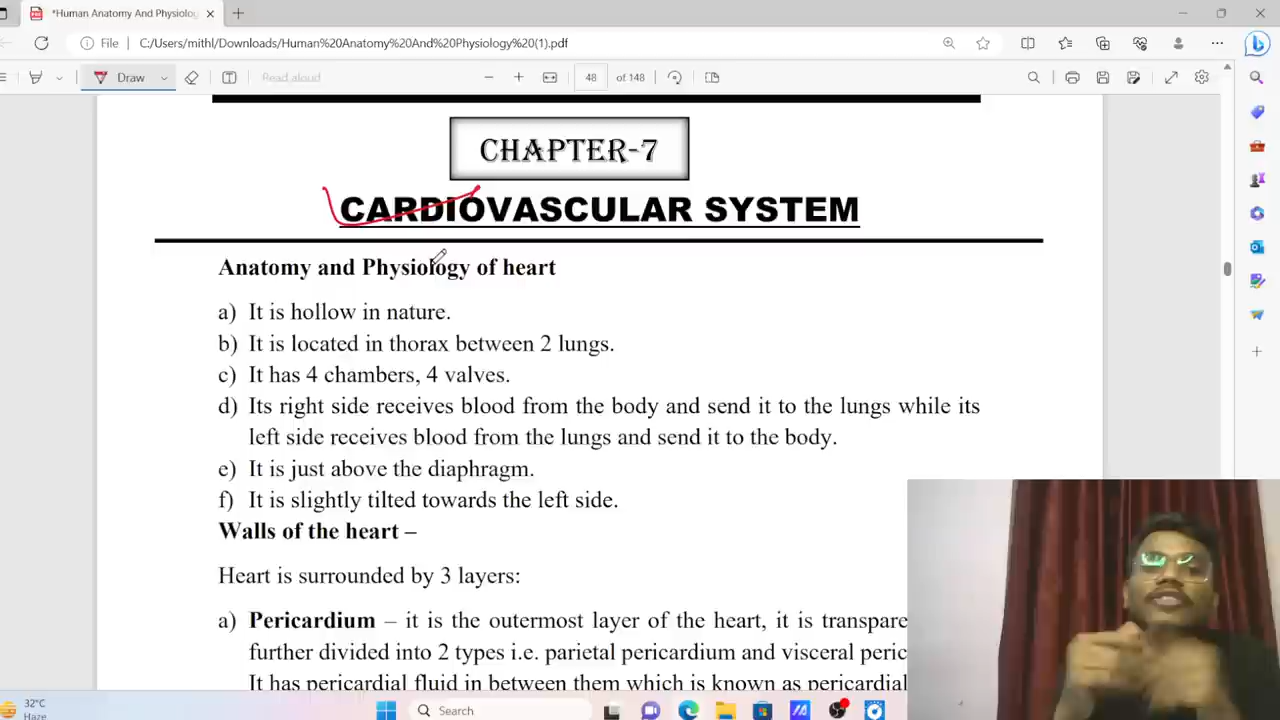 *Human Anatomy And Physiolog
File C:/Users/mithl/Downloads/Human%20Anatomy%20And%20Physiology%20(1).pdf
Draw Read aloud 48 of 148
CHAPTER-7
CARDIOVASCULAR SYSTEM
Anatomy and Physiology of heart
a) It is hollow in nature.
b) It is located in thorax between 2 lungs.
c) It has 4 chambers, 4 valves.
d) Its right side receives blood from the body and send it to the lungs while its
left side receives blood from the lungs and send it to the body.
e) It is just above the diaphragm.
f) It is slightly tilted towards the left side.
Walls of the heart –
Heart is surrounded by 3 layers:
a) Pericardium – it is the outermost layer of the heart, it is transpare
further divided into 2 types i.e. parietal pericardium and visceral peric
It has pericardial fluid in between them which is known as pericardial
32°C
Haze
Search